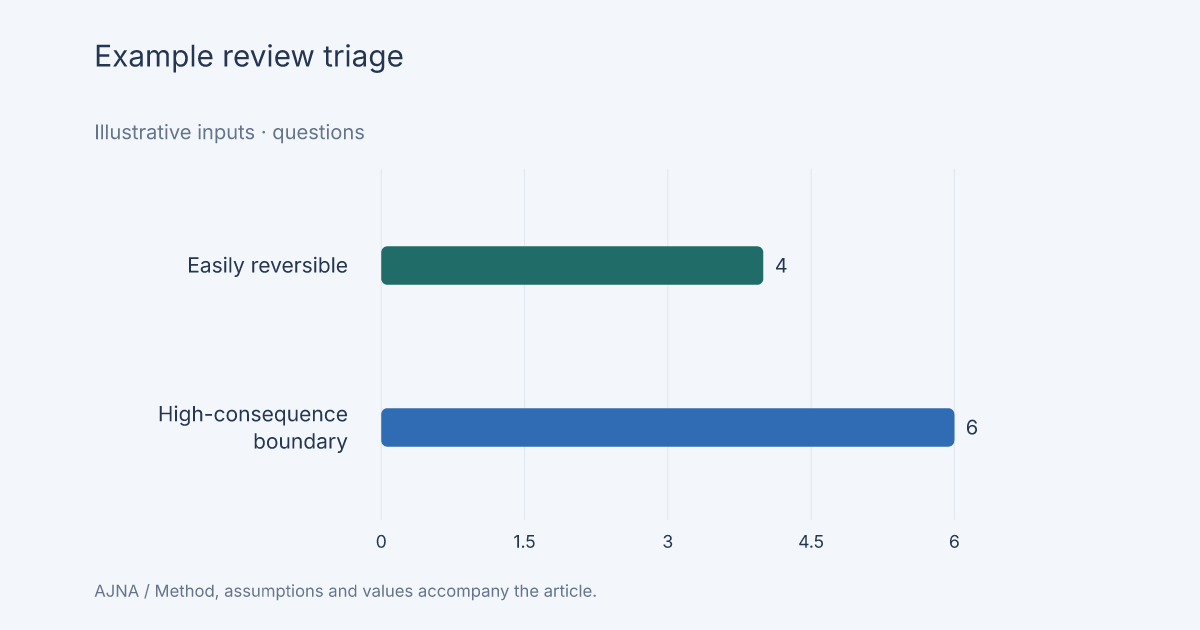 Example review triage
Illustrative inputs · questions
Easily reversible
4
High-consequence
boundary
6
0
1.5
3
4.5
6
AJNA / Method, assumptions and values accompany the article.